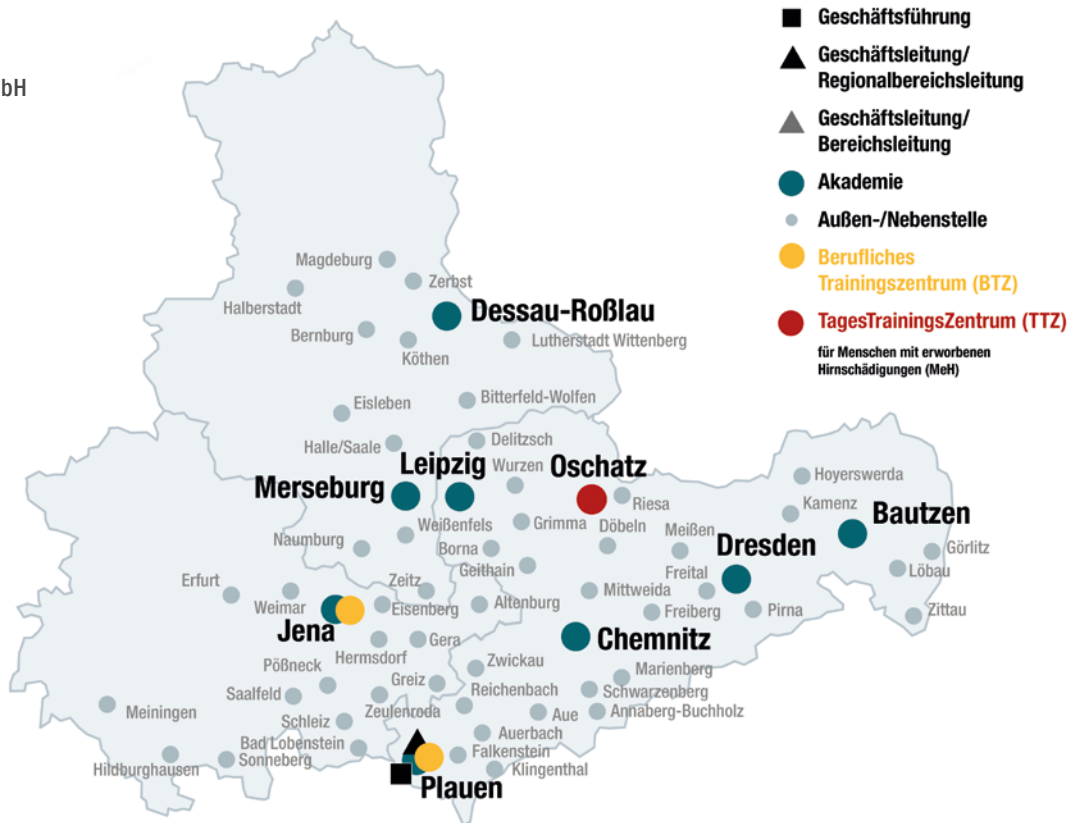 bH
Geschäftsführung
Geschäftsleitung/
Regionalbereichsleitung
Geschäftsleitung/
Bereichsleitung
Akademie
Außen-/Nebenstelle
Berufliches
Trainingszentrum (BTZ)
TagesTrainingsZentrum (TTZ)
für Menschen mit erworbenen
Hirnschädigungen (MeH)
Magdeburg
Zerbst
Halberstadt
Dessau-Roßlau
Bernburg
Lutherstadt Wittenberg
Köthen
Bitterfeld-Wolfen
Eisleben
Delitzsch
Halle/Saale
Leipzig
Wurzen
Oschatz
Hoyerswerda
Merseburg
Riesa
Kamenz
Bautzen
Weißenfels
Grimma
Döbeln
Meißen
Naumburg
Borna
Dresden
Görlitz
Geithain
Freital
Löbau
Erfurt
Zeitz
Mittweida
Weimar
Eisenberg
Altenburg
Freiberg
Pirna
Zittau
Jena
Gera
Chemnitz
Hermsdorf
Zwickau
Pößneck
Marienberg
Greiz
Reichenbach
Schwarzenberg
Saalfeld
Zeulenroda
Annaberg-Buchholz
Meiningen
Schleiz
Aue
Auerbach
Bad Lobenstein
Falkenstein
Sonneberg
Hildburghausen
Klingenthal
Plauen